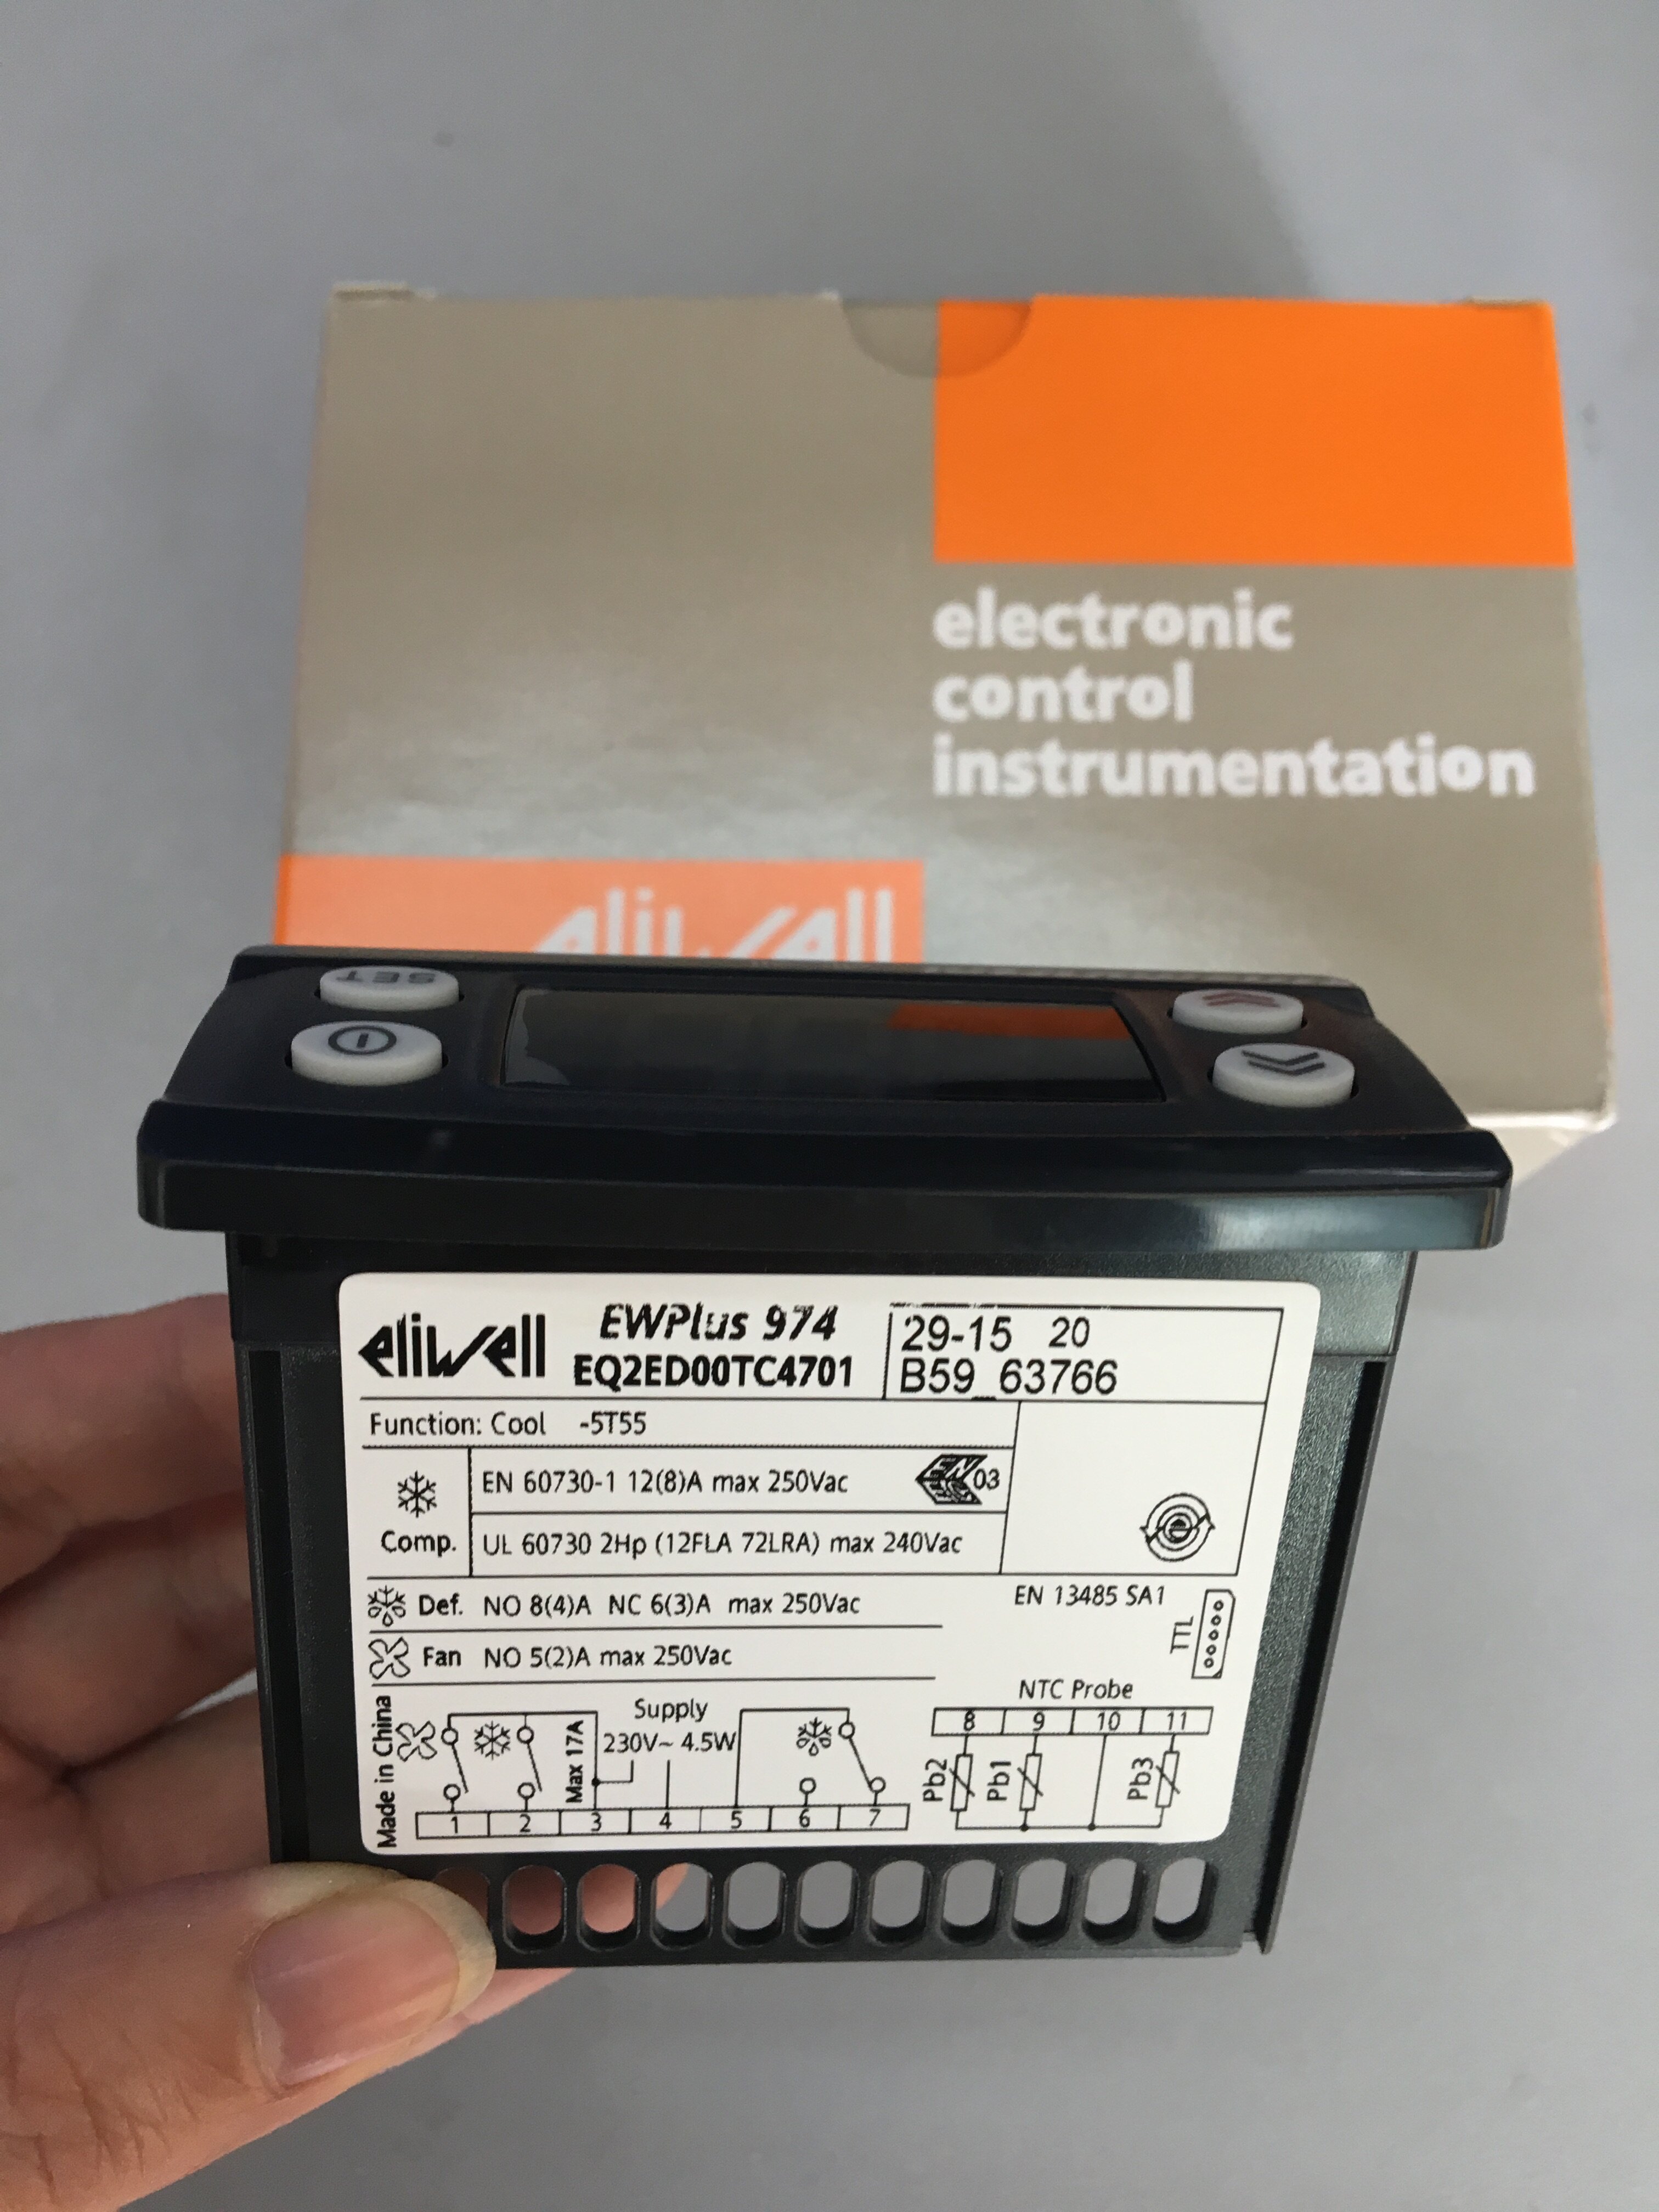 electronic
control
instrumentation
eliwell
SET
eliwell
EWPlus 974
EQ2ED00TC4701
29-15 20
B59_63766
Function: Cool -5T55
Comp.
EN 60730-1 12(8)A max 250Vac
03
UL 60730 2Hp (12FLA 72LRA) max 240Vac
Def. NO 8(4)A NC 6(3)A max 250Vac
EN 13485 SA1
TTL
Fan NO 5(2)A max 250Vac
Made in China
Max 17A
Supply
230V~ 4.5W
1 2 3 4 5 6 7
NTC Probe
8 9 10 11
Pb2 Pb1 Pb3